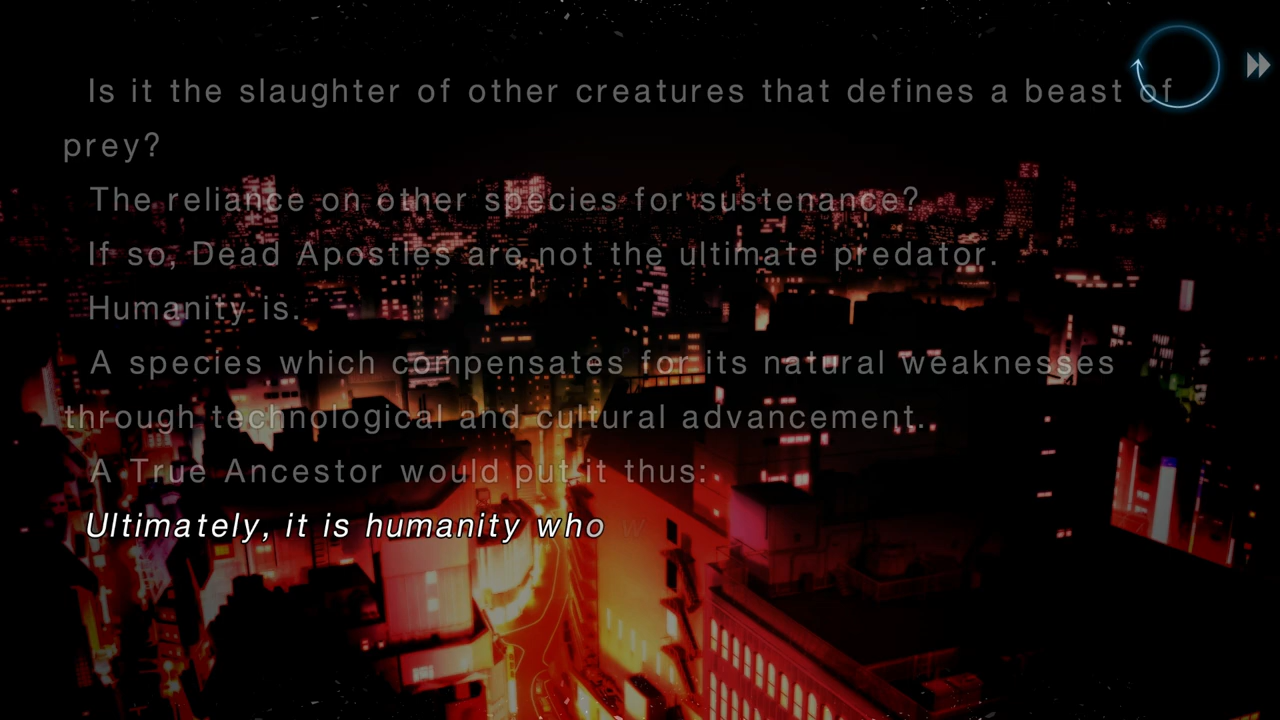 Is it the slaughter of other creatures that defines a beast of
prey?
The reliance on other species for sustenance?
If so, Dead Apostles are not the ultimate predator.
Humanity is.
A species which compensates for its natural weaknesses
through technological and cultural advancement..
A True Ancestor would put it thus:
Ultimately, it is humanity who w